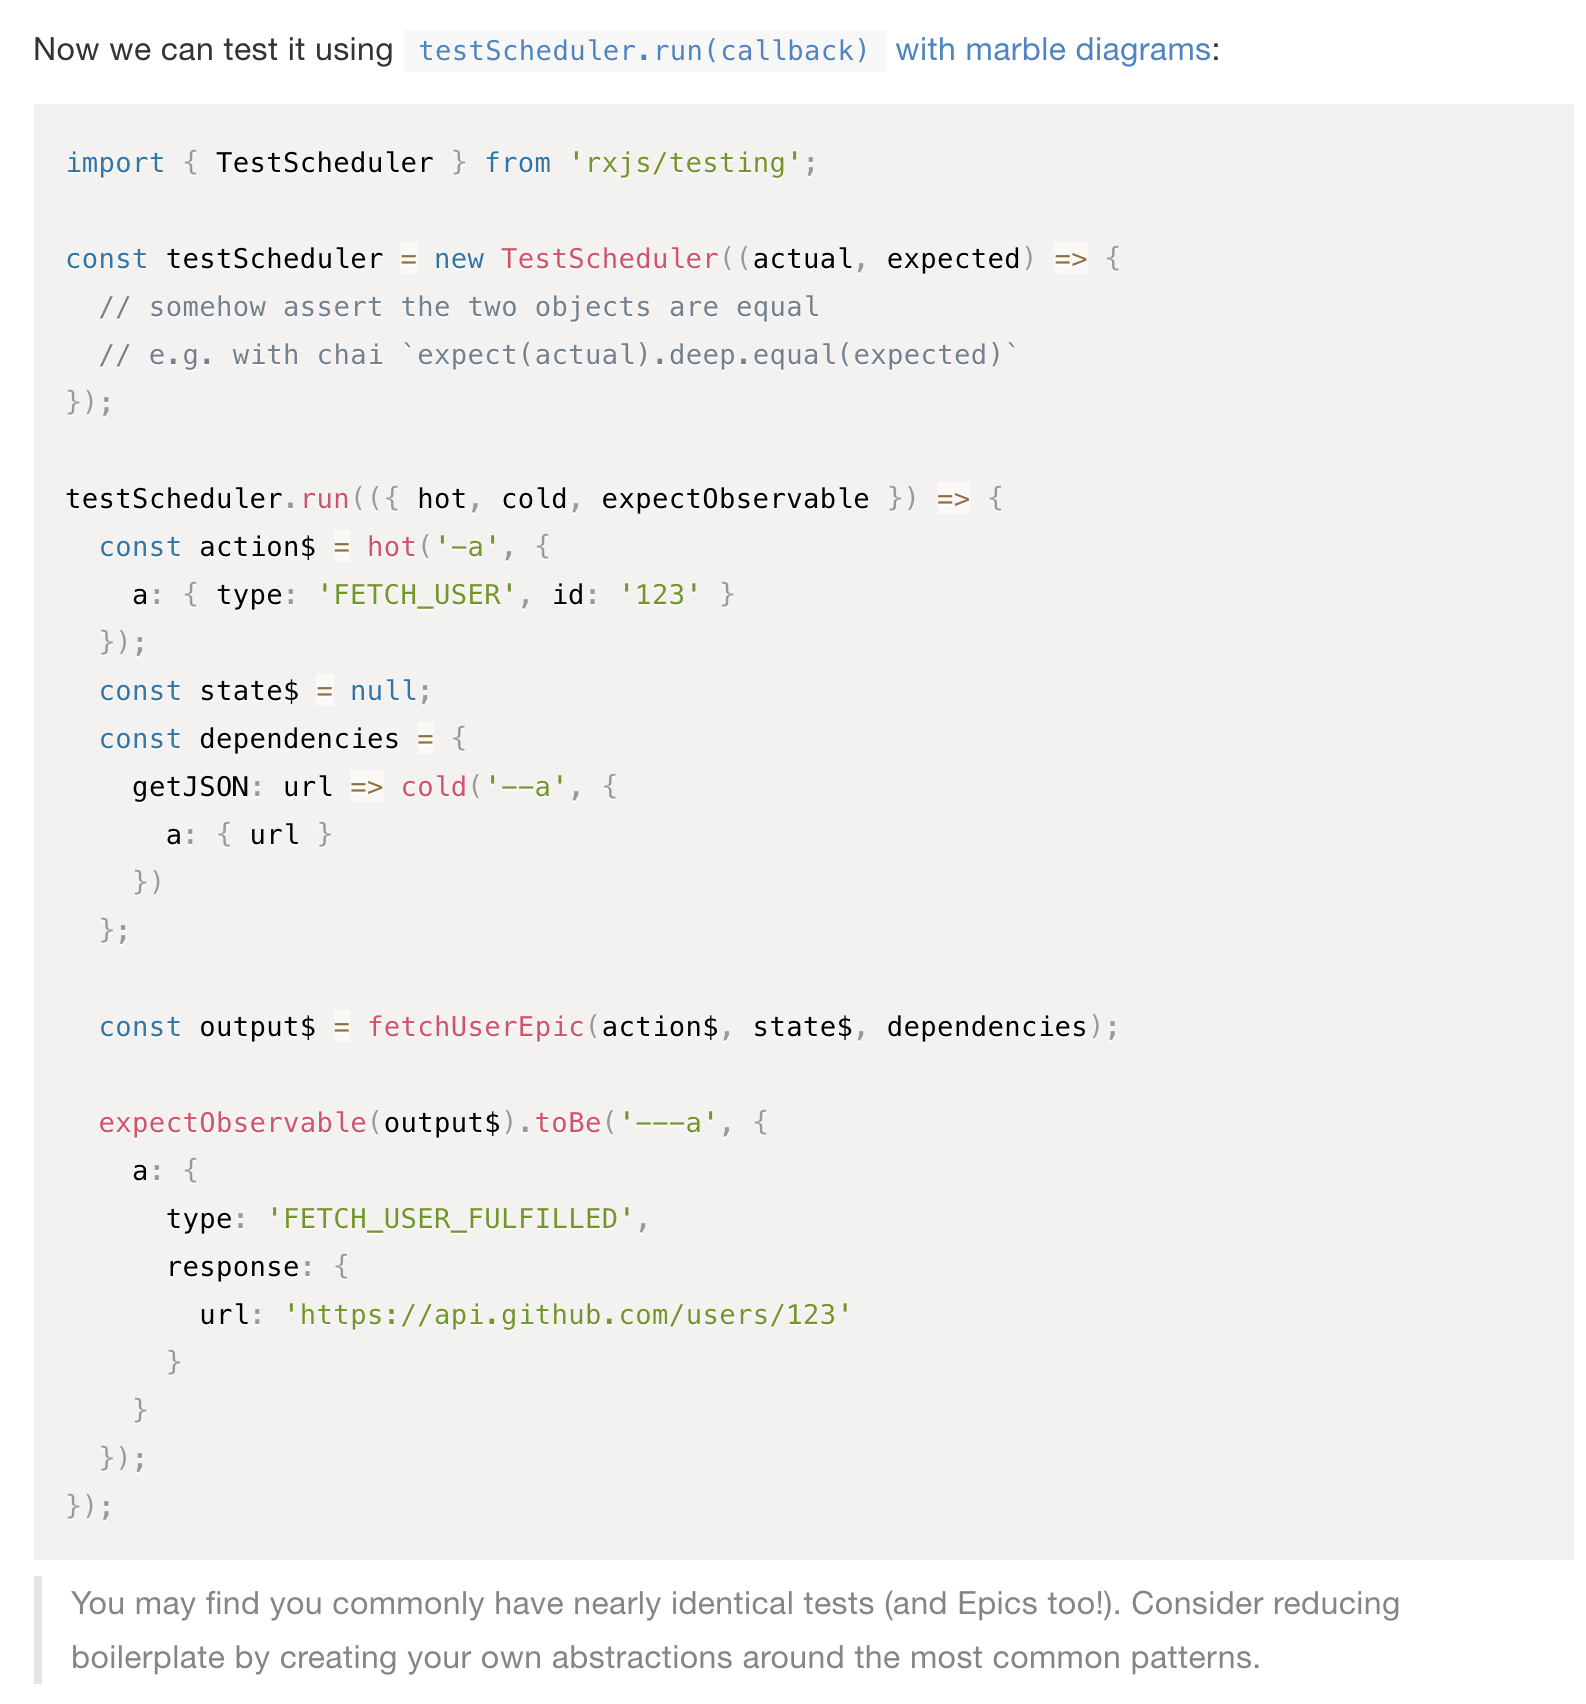 Now we can test it using testScheduler.run(callback) with marble diagrams:
import { TestScheduler } from 'rxjs/testing';
const testScheduler = new TestScheduler((actual, expected) => {
  // somehow assert the two objects are equal
  // e.g. with chai `expect(actual).deep.equal(expected)`
});
testScheduler.run(({ hot, cold, expectObservable }) => {
  const action$ = hot('-a', {
    a: { type: 'FETCH_USER', id: '123' }
  });
  const state$ = null;
  const dependencies = {
    getJSON: url => cold('--a', {
      a: { url }
    })
  };
  const output$ = fetchUserEpic(action$, state$, dependencies);
  expectObservable(output$).toBe('---a', {
    a: {
      type: 'FETCH_USER_FULFILLED',
      response: {
        url: 'https://api.github.com/users/123'
      }
    }
  });
});
You may find you commonly have nearly identical tests (and Epics too!). Consider reducing
boilerplate by creating your own abstractions around the most common patterns.